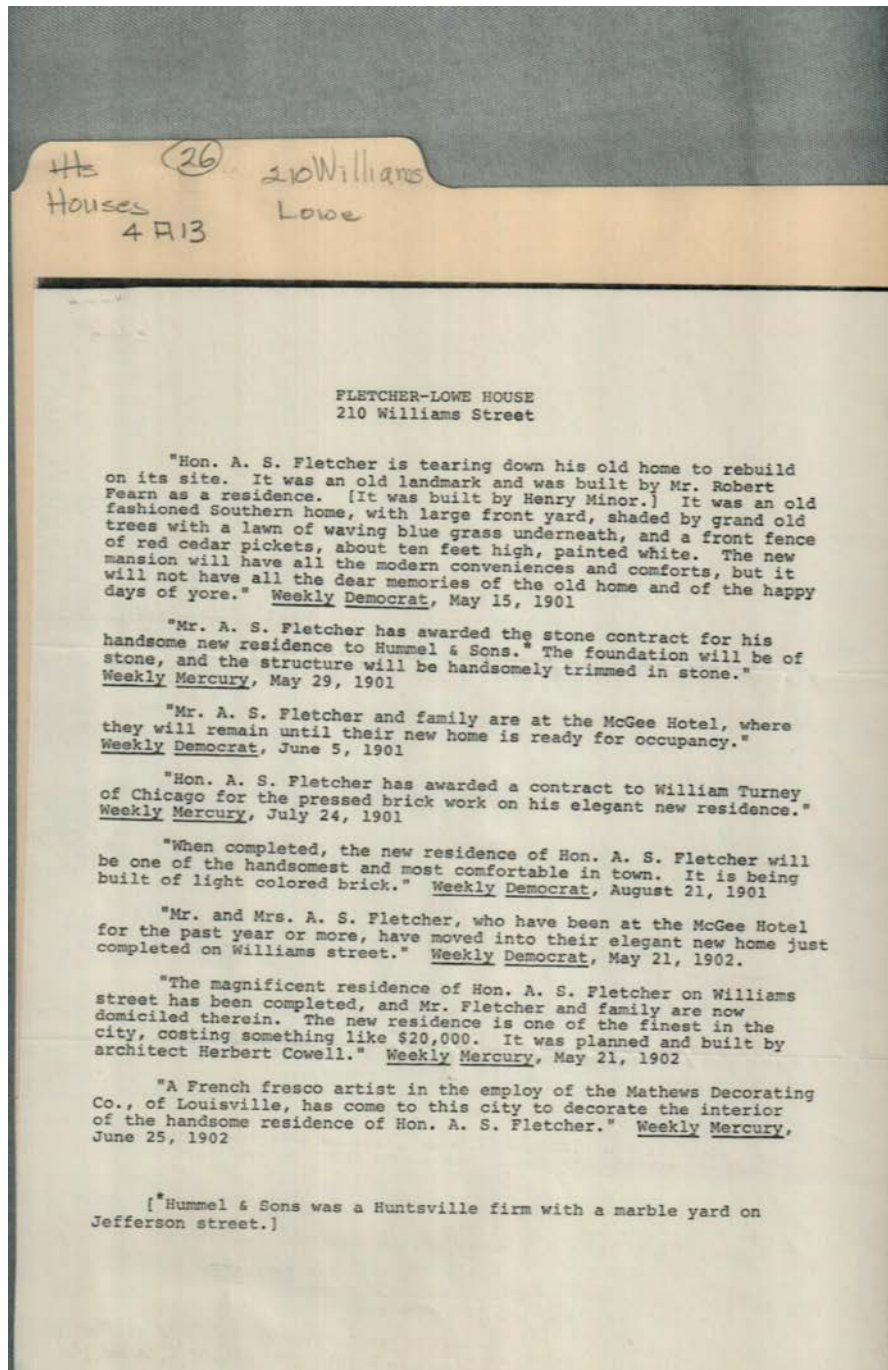 Hs (26) 210 Williams
Houses Lowe
4 A13
FLETCHER-LOWE HOUSE
210 Williams Street
"Hon. A. S. Fletcher is tearing down his old home to rebuild
on its site. It was an old landmark and was built by Mr. Robert
Fearn as a residence. [It was built by Henry Minor.] It was an old
fashioned Southern home, with large front yard, shaded by grand old
trees with a lawn of waving blue grass underneath, and a front fence
of red cedar pickets, about ten feet high, painted white. The new
mansion will have all the modern conveniences and comforts, but it
will not have all the dear memories of the old home and of the happy
days of yore." Weekly Democrat, May 15, 1901
"Mr. A. S. Fletcher has awarded the stone contract for his
handsome new residence to Hummel & Sons.* The foundation will be of
stone, and the structure will be handsomely trimmed in stone."
Weekly Mercury, May 29, 1901
"Mr. A. S. Fletcher and family are at the McGee Hotel, where
they will remain until their new home is ready for occupancy."
Weekly Democrat, June 5, 1901
"Hon. A. S. Fletcher has awarded a contract to William Turney
of Chicago for the pressed brick work on his elegant new residence."
Weekly Mercury, July 24, 1901
"When completed, the new residence of Hon. A. S. Fletcher will
be one of the handsomest and most comfortable in town. It is being
built of light colored brick." Weekly Democrat, August 21, 1901
"Mr. and Mrs. A. S. Fletcher, who have been at the McGee Hotel
for the past year or more, have moved into their elegant new home just
completed on Williams street." Weekly Democrat, May 21, 1902.
"The magnificent residence of Hon. A. S. Fletcher on Williams
street has been completed, and Mr. Fletcher and family are now
domiciled therein. The new residence is one of the finest in the
city, costing something like $20,000. It was planned and built by
architect Herbert Cowell." Weekly Mercury, May 21, 1902
"A French fresco artist in the employ of the Mathews Decorating
Co., of Louisville, has come to this city to decorate the interior
of the handsome residence of Hon. A. S. Fletcher." Weekly Mercury,
June 25, 1902
[*Hummel & Sons was a Huntsville firm with a marble yard on
Jefferson street.]